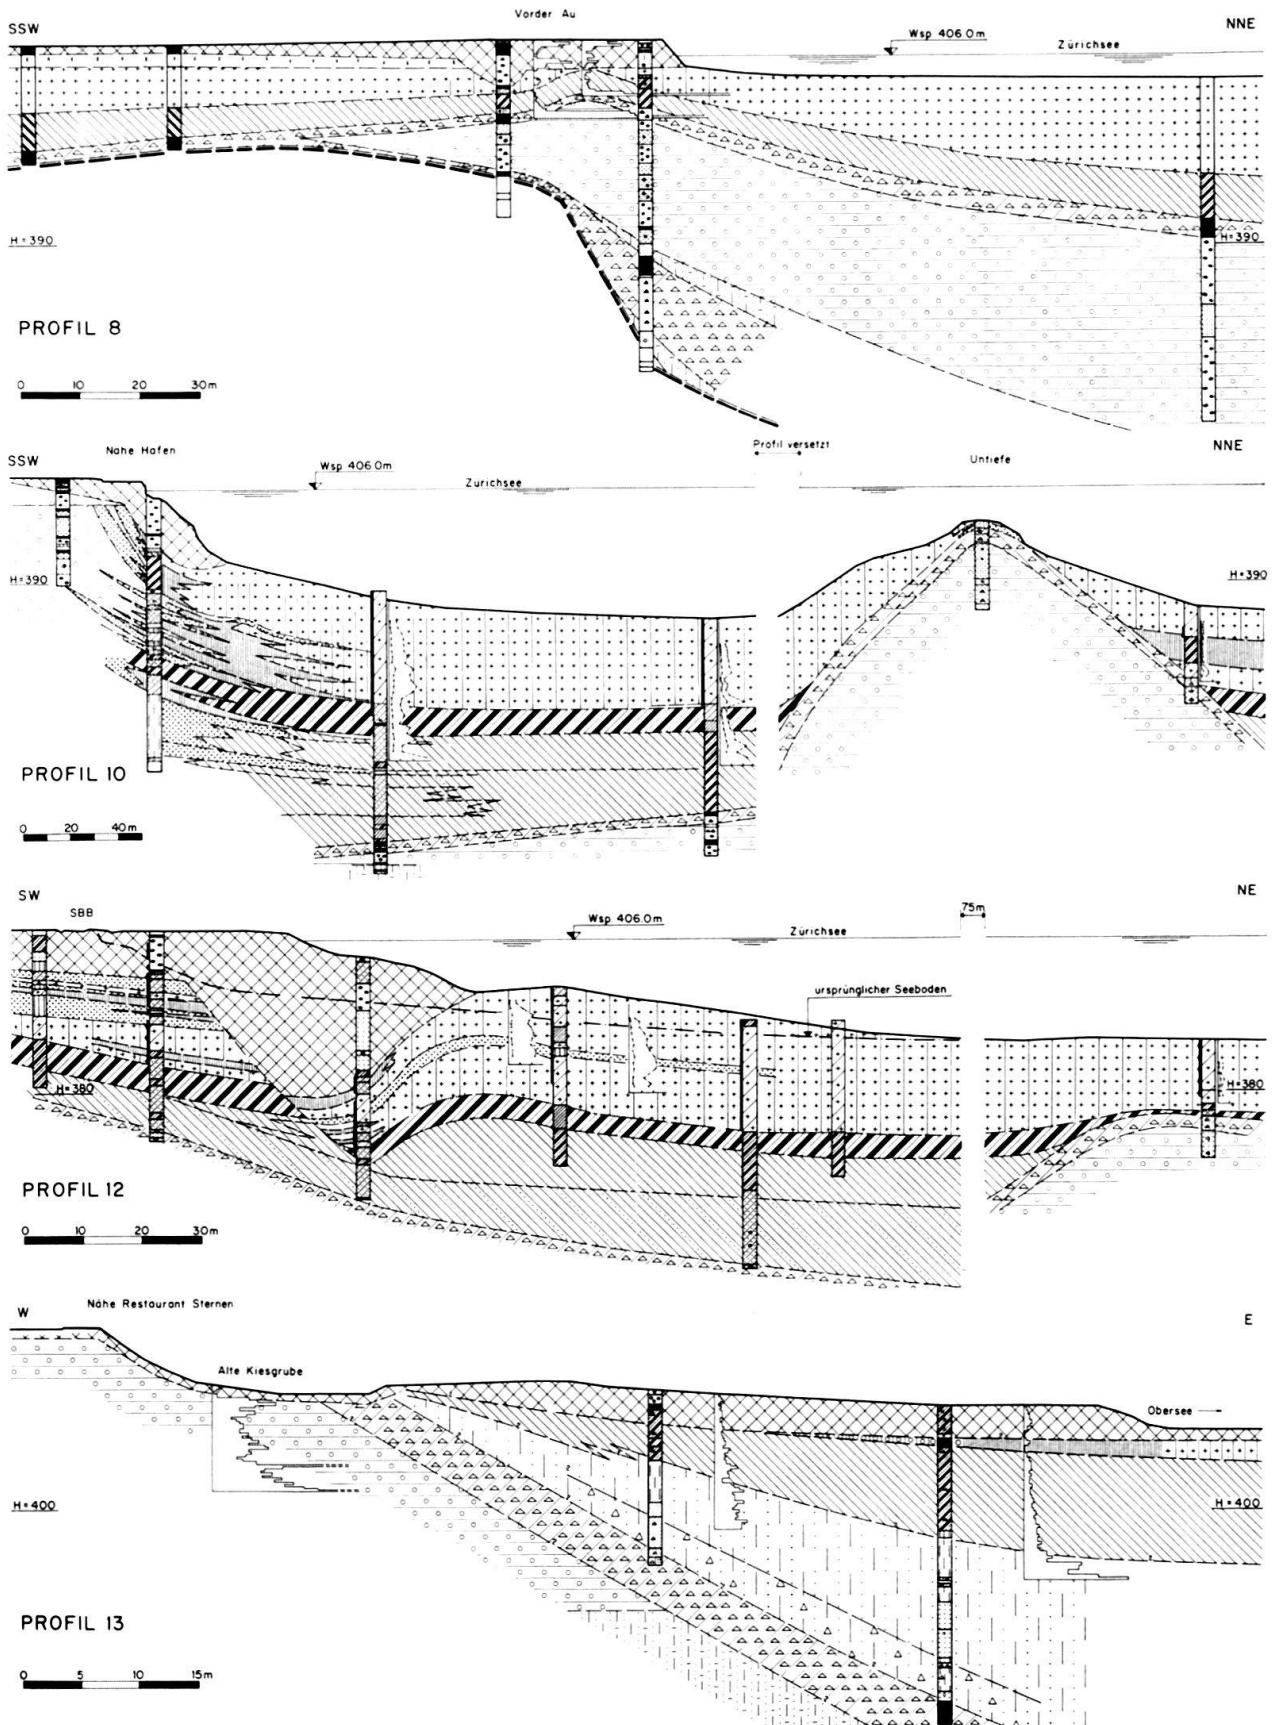 Vorder Au
SSW
NNE
Wsp 406.0m
Zürichsee
H=390
H=390
PROFIL 8
0 10 20 30m
Profil versetzt
SSW
Nahe Hafen
NNE
Wsp 406.0m
Zürichsee
Untiefe
H=390
H=390
PROFIL 10
0 20 40m
SW
NE
SBB
75m
Wsp 406.0m
Zürichsee
ursprünglicher Seeboden
H=380
H=380
PROFIL 12
0 10 20 30m
W
Nähe Restaurant Sternen
E
Alte Kiesgrube
Obersee
H=400
H=400
PROFIL 13
0 5 10 15m